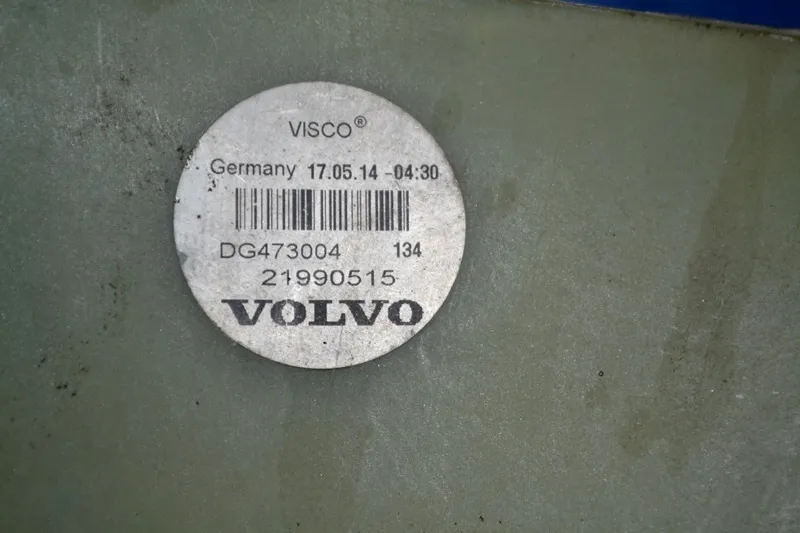 VISCO®
Germany 17.05.14 -04:30
DG473004 134
21990515
VOLVO